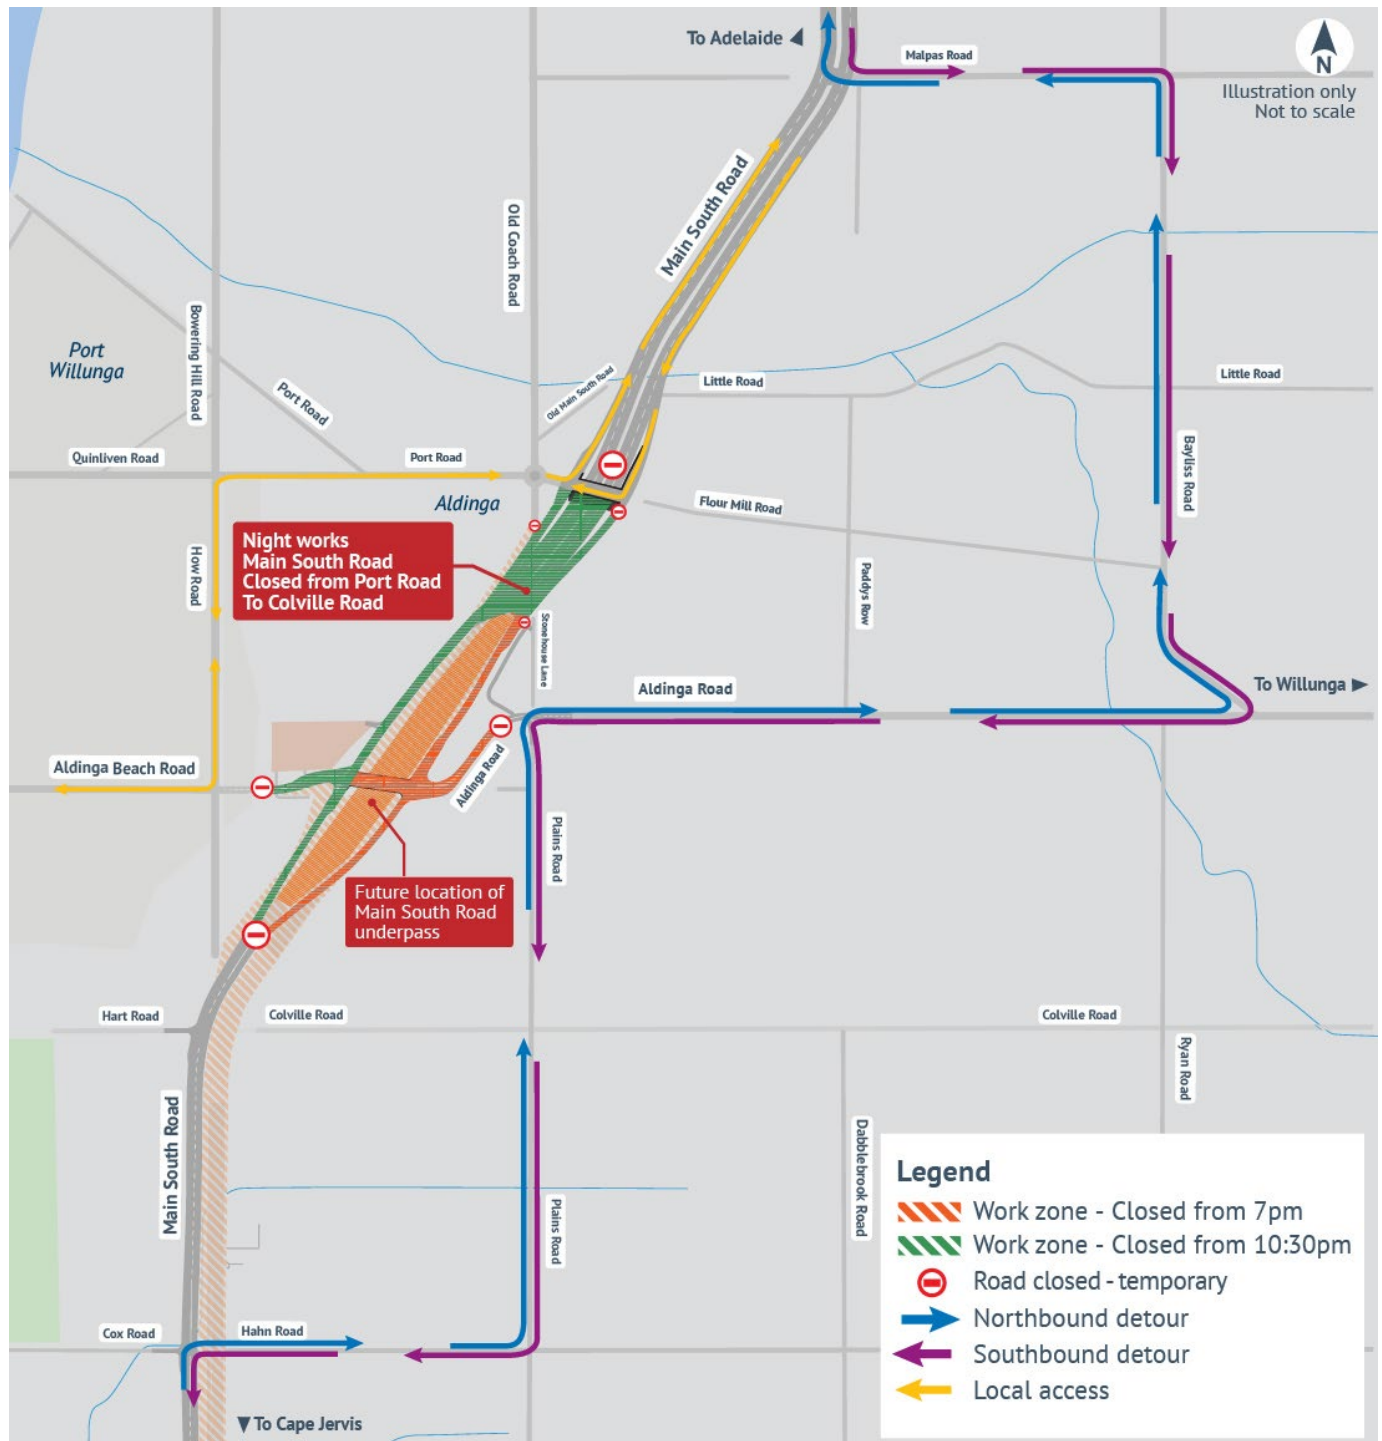 To Adelaide
Malpas Road
N
Illustration only
Not to scale
Main South Road
Old Coach Road
Bowering Hill Road
Port
Willunga
Port Road
Old Main South Road
Little Road
Little Road
Quinliven Road
Port Road
Bayliss Road
Aldinga
Flour Mill Road
Night works
Main South Road
Closed from Port Road
To Colville Road
How Road
Paddys Row
Stonehouse Lane
Aldinga Road
To Willunga
Aldinga Beach Road
Aldinga Road
Plains Road
Future location of
Main South Road
underpass
Hart Road
Colville Road
Colville Road
Ryan Road
Main South Road
Dabblebrook Road
Plains Road
Cox Road
Hahn Road
To Cape Jervis
Legend
Work zone - Closed from 7pm
Work zone - Closed from 10:30pm
Road closed - temporary
Northbound detour
Southbound detour
Local access